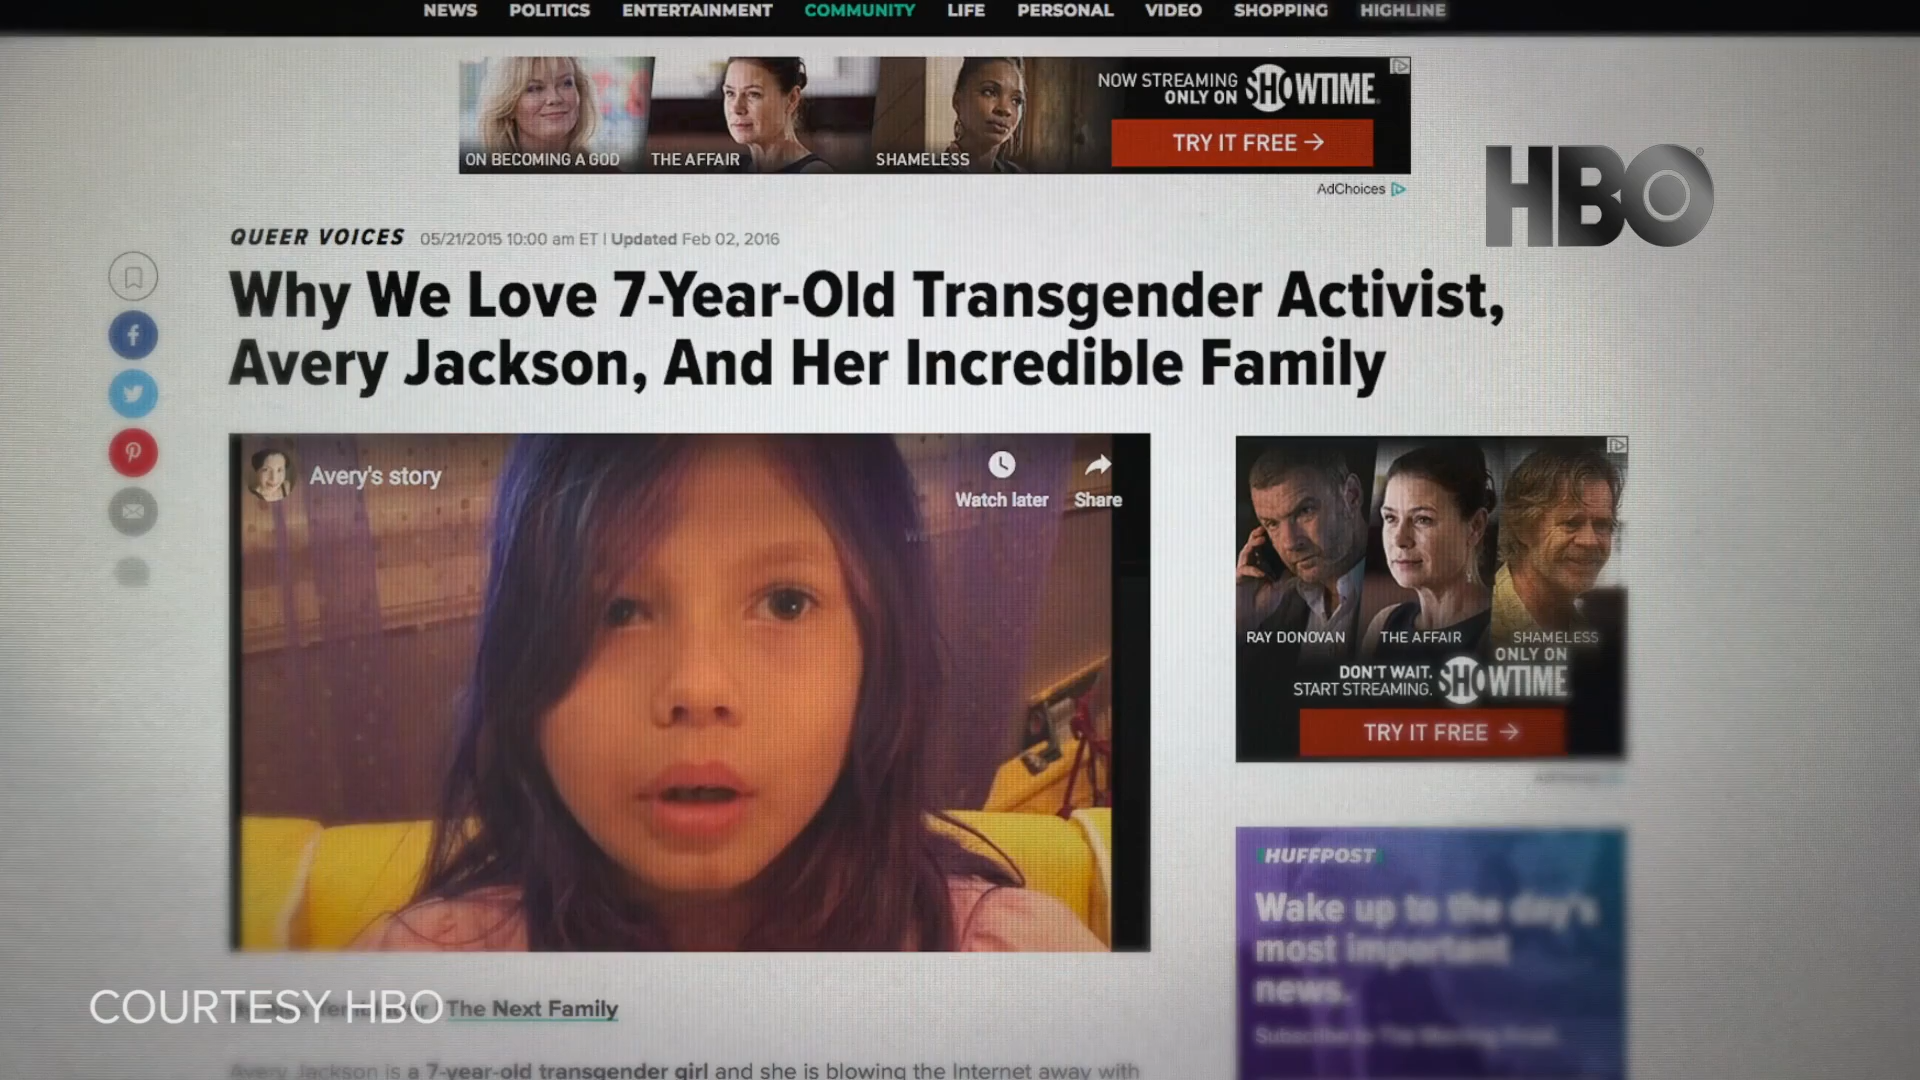 NEWS POLITICS ENTERTAINMENT COMMUNITY LIFE PERSONAL VIDEO SHOPPING HIGHLINE
ON BECOMING A GOD
THE AFFAIR
SHAMELESS
NOW STREAMING
ONLY ON
SHOWTIME
TRY IT FREE →
AdChoices
HBO
QUEER VOICES 05/21/2015 10:00 am ET | Updated Feb 02, 2016
Why We Love 7-Year-Old Transgender Activist,
Avery Jackson, And Her Incredible Family
Avery's story
Watch later
Share
RAY DONOVAN
THE AFFAIR
SHAMELESS
ONLY ON
DON'T WAIT.
START STREAMING.
SHOWTIME
TRY IT FREE →
HUFFPOST
Wake up to the day's
most important
news.
COURTESY HBO
The Next Family
Avery Jackson is a 7-year-old transgender girl and she is blowing the Internet away with